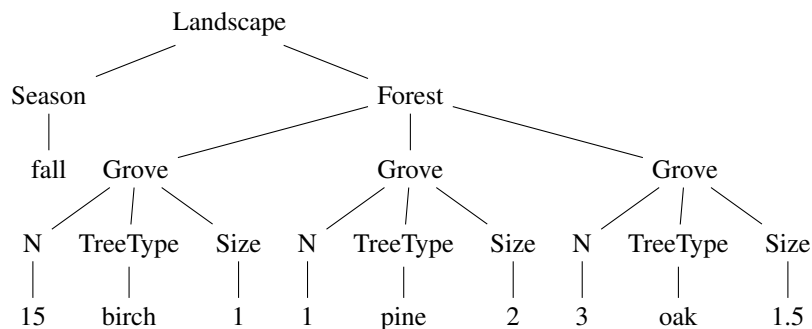 Landscape
Season Forest
fall Grove Grove Grove
N TreeType Size N TreeType Size N TreeType Size
15 birch 1 1 pine 2 3 oak 1.5